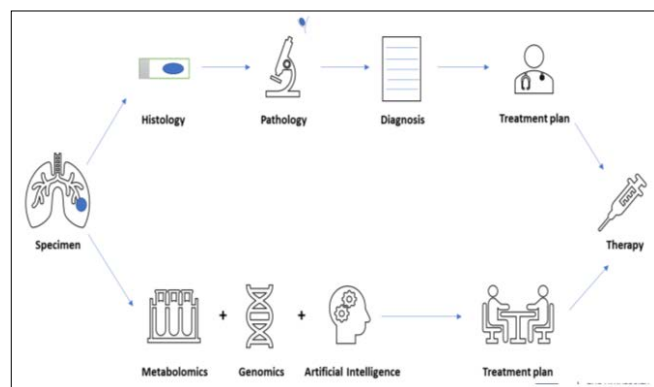 Histology
Pathology
Diagnosis
Treatment plan
Specimen
Therapy
Metabolomics
+
Genomics
+
Artificial Intelligence
Treatment plan